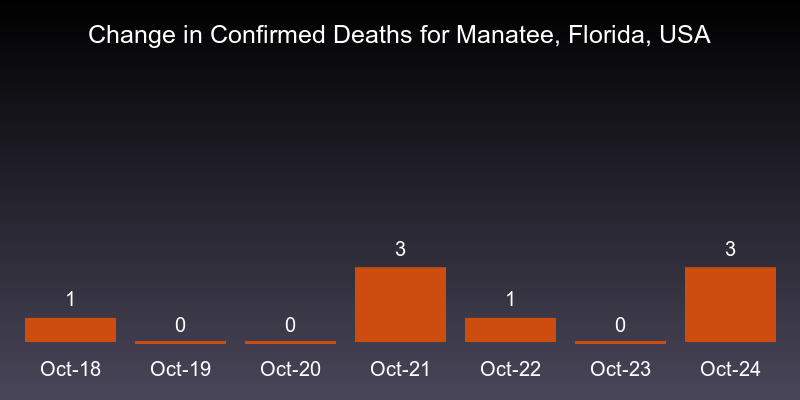 Change in Confirmed Deaths for Manatee, Florida, USA
1 0 0 3 1 0 3
Oct-18 Oct-19 Oct-20 Oct-21 Oct-22 Oct-23 Oct-24